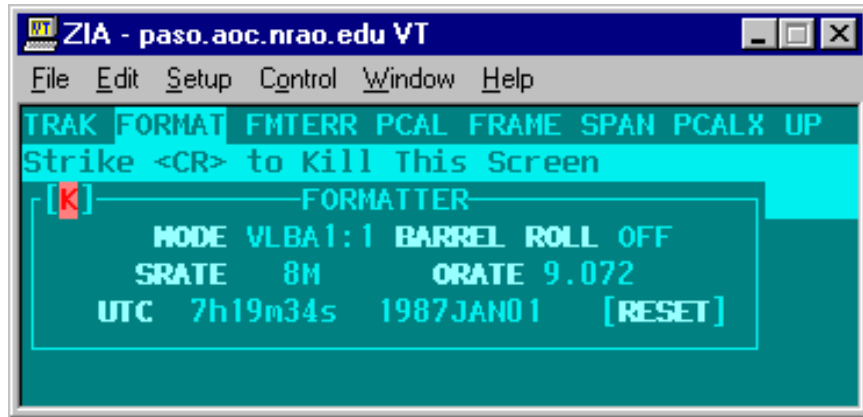 ZIA - paso.aoc.nrao.edu VT
File Edit Setup Control Window Help
TRAK FORMAT FMTERR PCAL FRAME SPAN PCALX UP
Strike <CR> to Kill This Screen
[K] FORMATTER
MODE VLBA1:1 BARREL ROLL OFF
SRATE 8M ORATE 9.072
UTC 7h19m34s 1987JAN01 [RESET]